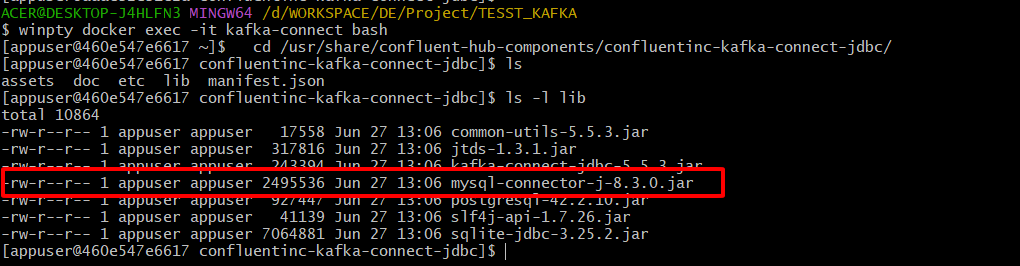 ACER@DESKTOP-J4HLFN3 MINGW64 /d/WORKSPACE/DE/Project/TESST_KAFKA
$ winpty docker exec -it kafka-connect bash
[appuser@460e547e6617 ~]$   cd /usr/share/confluent-hub-components/confluentinc-kafka-connect-jdbc/
[appuser@460e547e6617 confluentinc-kafka-connect-jdbc]$ ls
assets  doc  etc  lib  manifest.json
[appuser@460e547e6617 confluentinc-kafka-connect-jdbc]$ ls -l lib
total 10864
-rw-r--r-- 1 appuser appuser   17558 Jun 27 13:06 common-utils-5.5.3.jar
-rw-r--r-- 1 appuser appuser  317816 Jun 27 13:06 jtds-1.3.1.jar
-rw-r--r-- 1 appuser appuser  243394 Jun 27 13:06 kafka-connect-jdbc-5.5.3.jar
-rw-r--r-- 1 appuser appuser 2495536 Jun 27 13:06 mysql-connector-j-8.3.0.jar
-rw-r--r-- 1 appuser appuser  927447 Jun 27 13:06 postgresql-42.2.10.jar
-rw-r--r-- 1 appuser appuser   41139 Jun 27 13:06 slf4j-api-1.7.26.jar
-rw-r--r-- 1 appuser appuser 7064881 Jun 27 13:06 sqlite-jdbc-3.25.2.jar
[appuser@460e547e6617 confluentinc-kafka-connect-jdbc]$